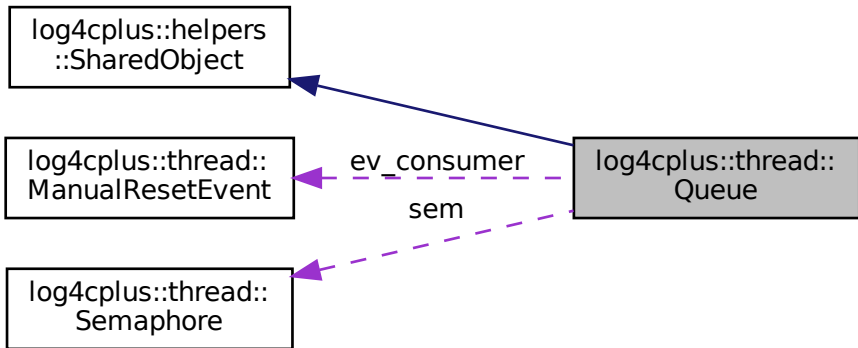 log4cplus::helpers
::SharedObject
log4cplus::thread::
ManualResetEvent
ev_consumer
log4cplus::thread::
Queue
sem
log4cplus::thread::
Semaphore